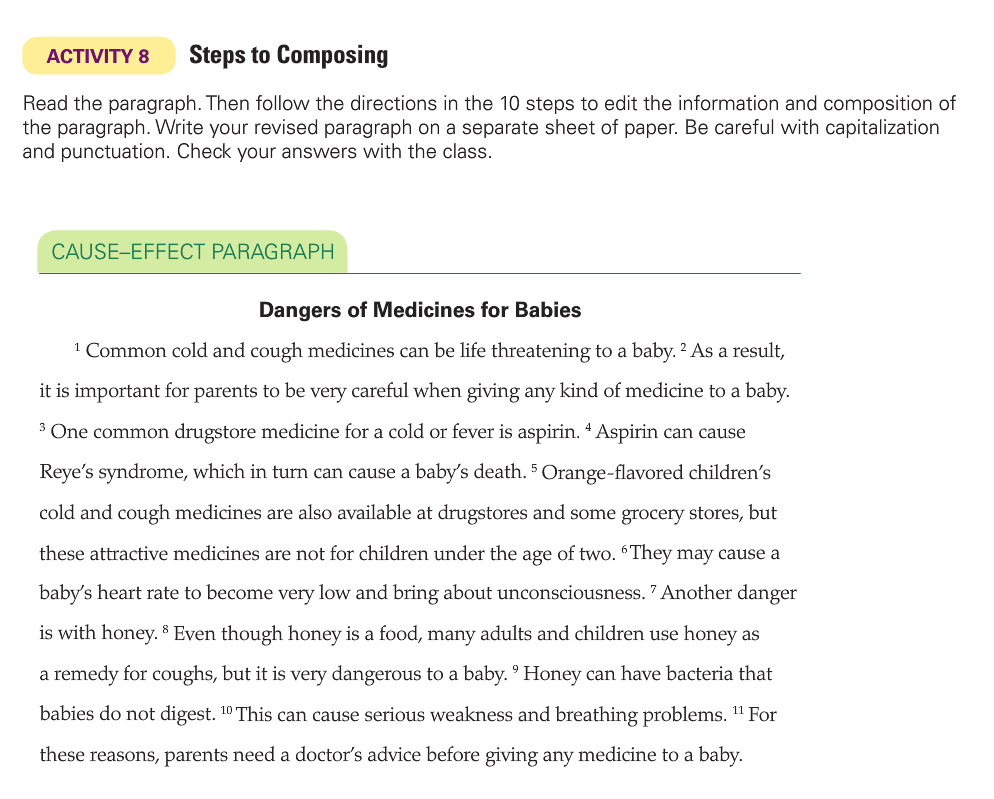 ACTIVITY 8 Steps to Composing
Read the paragraph. Then follow the directions in the 10 steps to edit the information and composition of
the paragraph. Write your revised paragraph on a separate sheet of paper. Be careful with capitalization
and punctuation. Check your answers with the class.
CAUSE–EFFECT PARAGRAPH
Dangers of Medicines for Babies
¹ Common cold and cough medicines can be life threatening to a baby. ² As a result,
it is important for parents to be very careful when giving any kind of medicine to a baby.
³ One common drugstore medicine for a cold or fever is aspirin. ⁴ Aspirin can cause
Reye’s syndrome, which in turn can cause a baby’s death. ⁵ Orange-flavored children’s
cold and cough medicines are also available at drugstores and some grocery stores, but
these attractive medicines are not for children under the age of two. ⁶ They may cause a
baby’s heart rate to become very low and bring about unconsciousness. ⁷ Another danger
is with honey. ⁸ Even though honey is a food, many adults and children use honey as
a remedy for coughs, but it is very dangerous to a baby. ⁹ Honey can have bacteria that
babies do not digest. ¹⁰ This can cause serious weakness and breathing problems. ¹¹ For
these reasons, parents need a doctor’s advice before giving any medicine to a baby.